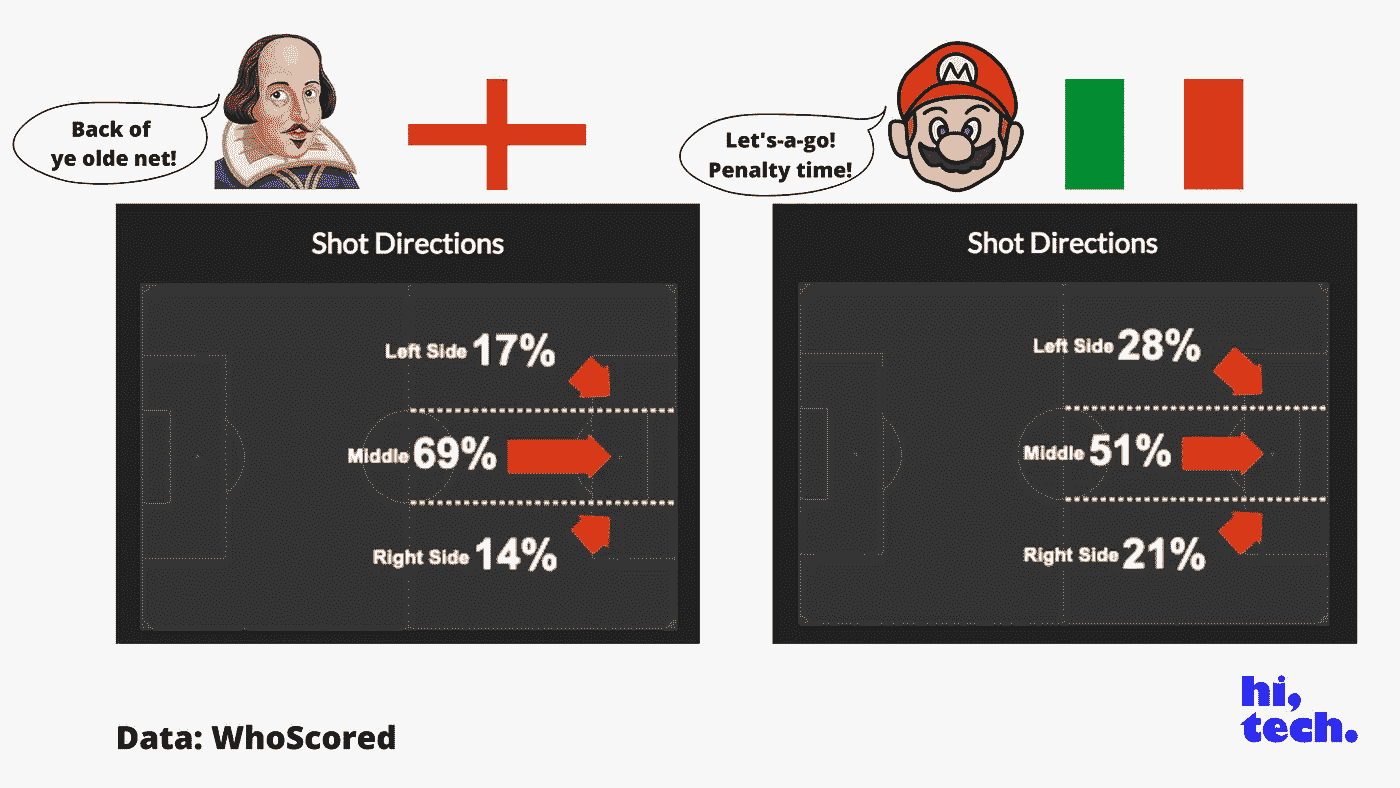 Back of
ye olde net!
Let's-a-go!
Penalty time!
M
Shot Directions
Left Side 17%
Middle 69%
Right Side 14%
Shot Directions
Left Side 28%
Middle 51%
Right Side 21%
Data: WhoScored
hi,
tech.